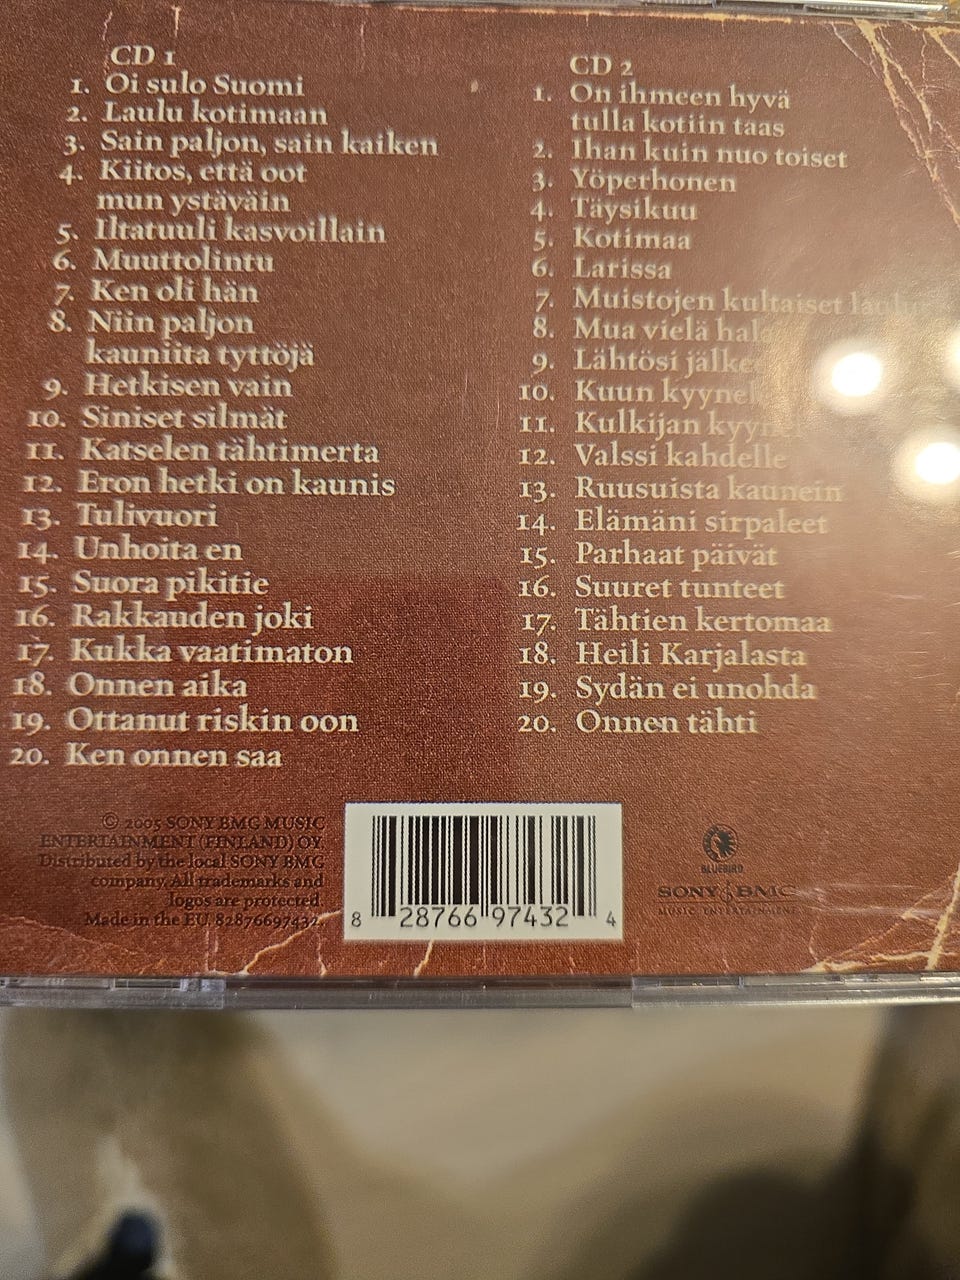 CD 1
1. Oi sulo Suomi
2. Laulu kotimaan
3. Sain paljon, sain kaiken
4. Kiitos, että oot
mun ystäväin
5. Iltatuuli kasvoillain
6. Muuttolintu
7. Ken oli hän
8. Niin paljon
kauniita tyttöjä
9. Hetkisen vain
10. Siniset silmät
11. Katselen tähtimerta
12. Eron hetki on kaunis
13. Tulivuori
14. Unhoita en
15. Suora pikitie
16. Rakkauden joki
17. Kukka vaatimaton
18. Onnen aika
19. Ottanut riskin oon
20. Ken onnen saa
CD 2
1. On ihmeen hyvä
tulla kotiin taas
2. Ihan kuin nuo toiset
3. Yöperhonen
4. Täysikuu
5. Kotimaa
6. Larissa
7. Muistojen kultaiset
8. Mua vielä
9. Lähtösi
10. Kuun
11. Kulkijan
12. Valssi kahdelle
13. Ruusuista kaunein
14. Elämäni sirpaleet
15. Parhaat päivät
16. Suuret tunteet
17. Tähtien kertomaa
18. Heili Karjalasta
19. Sydän ei unohda
20. Onnen tähti
© 2005 SONY BMG MUSIC
ENTERTAINMENT (FINLAND) OY.
Distributed by the local SONY BMG
company. All trademarks and
logos are protected.
Made in the EU. 82876697432.
8 28766 97432 4
BLUEBIRD
SONY BMG
MUSIC ENTERTAINMENT